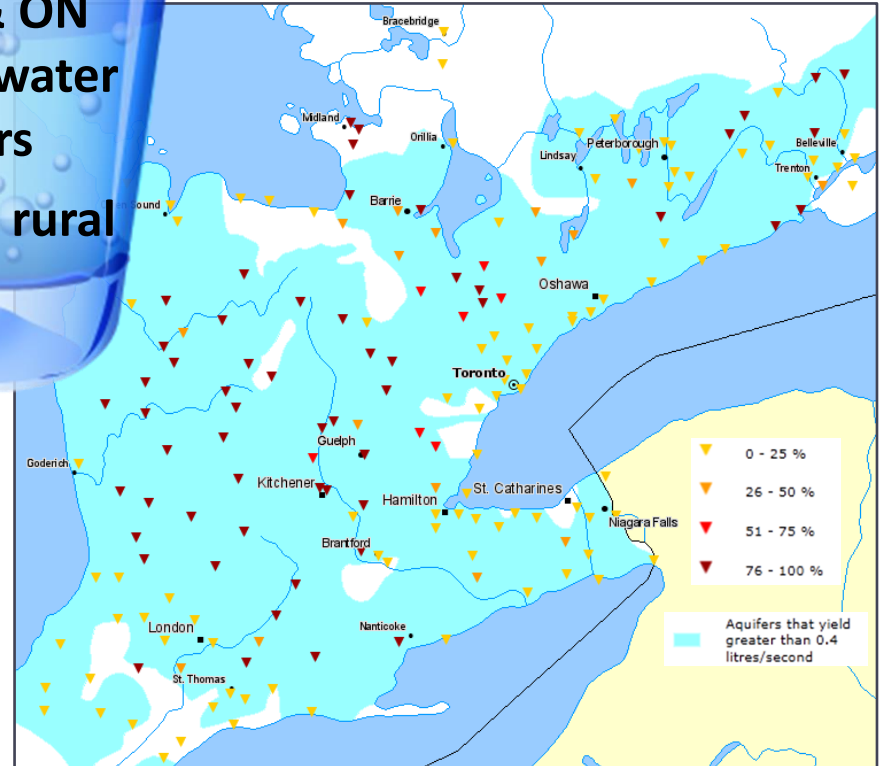 & ON
water
rs
rural
Bracebridge
Midland
Orillia
Lindsay
Peterborough
Belleville
Trenton
Sound
Barrie
Oshawa
Toronto
Guelph
Goderich
Kitchener
Hamilton
St. Catharines
Niagara Falls
Brantford
London
Nanticoke
St. Thomas
0 - 25 %
26 - 50 %
51 - 75 %
76 - 100 %
Aquifers that yield
greater than 0.4
litres/second